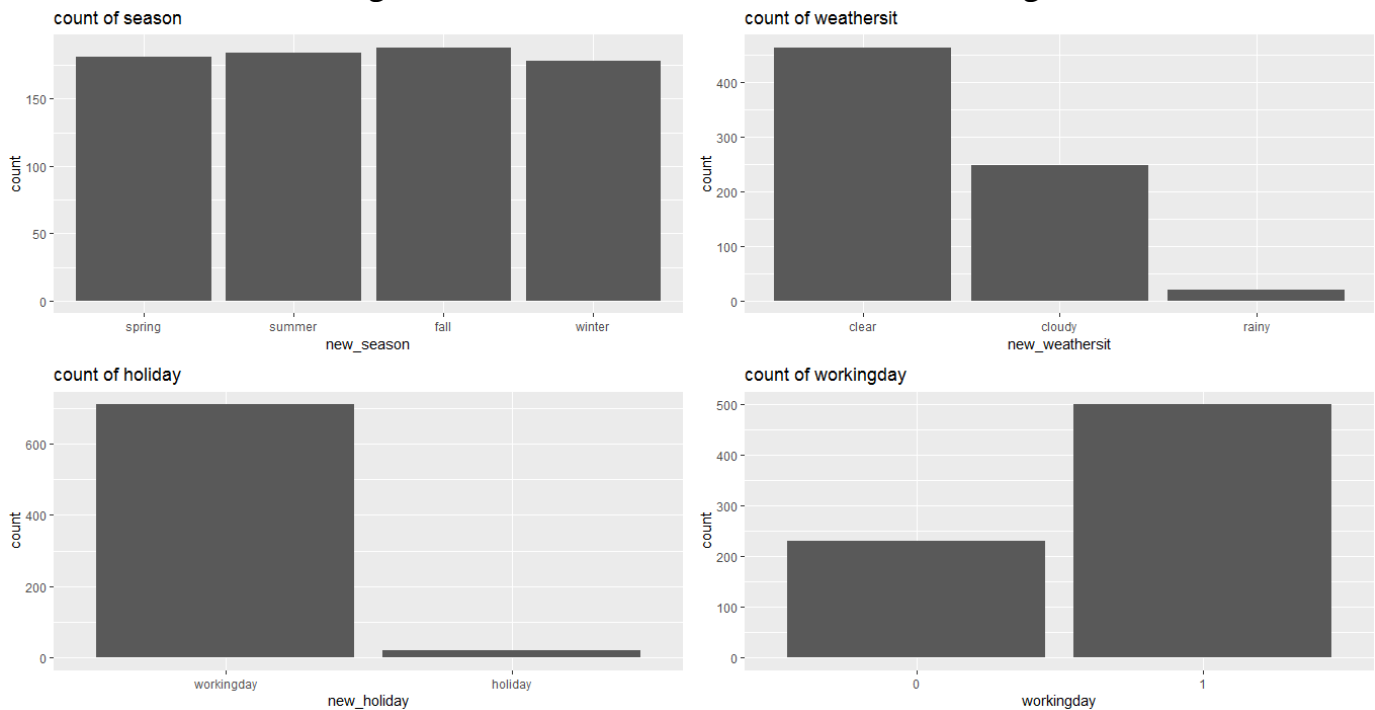 count of season
150
100
50
0
count
spring summer fall winter
new_season
count of weathersit
400
300
200
100
0
count
clear cloudy rainy
new_weathersit
count of holiday
600
400
200
0
count
workingday holiday
new_holiday
count of workingday
500
400
300
200
100
0
count
0 1
workingday